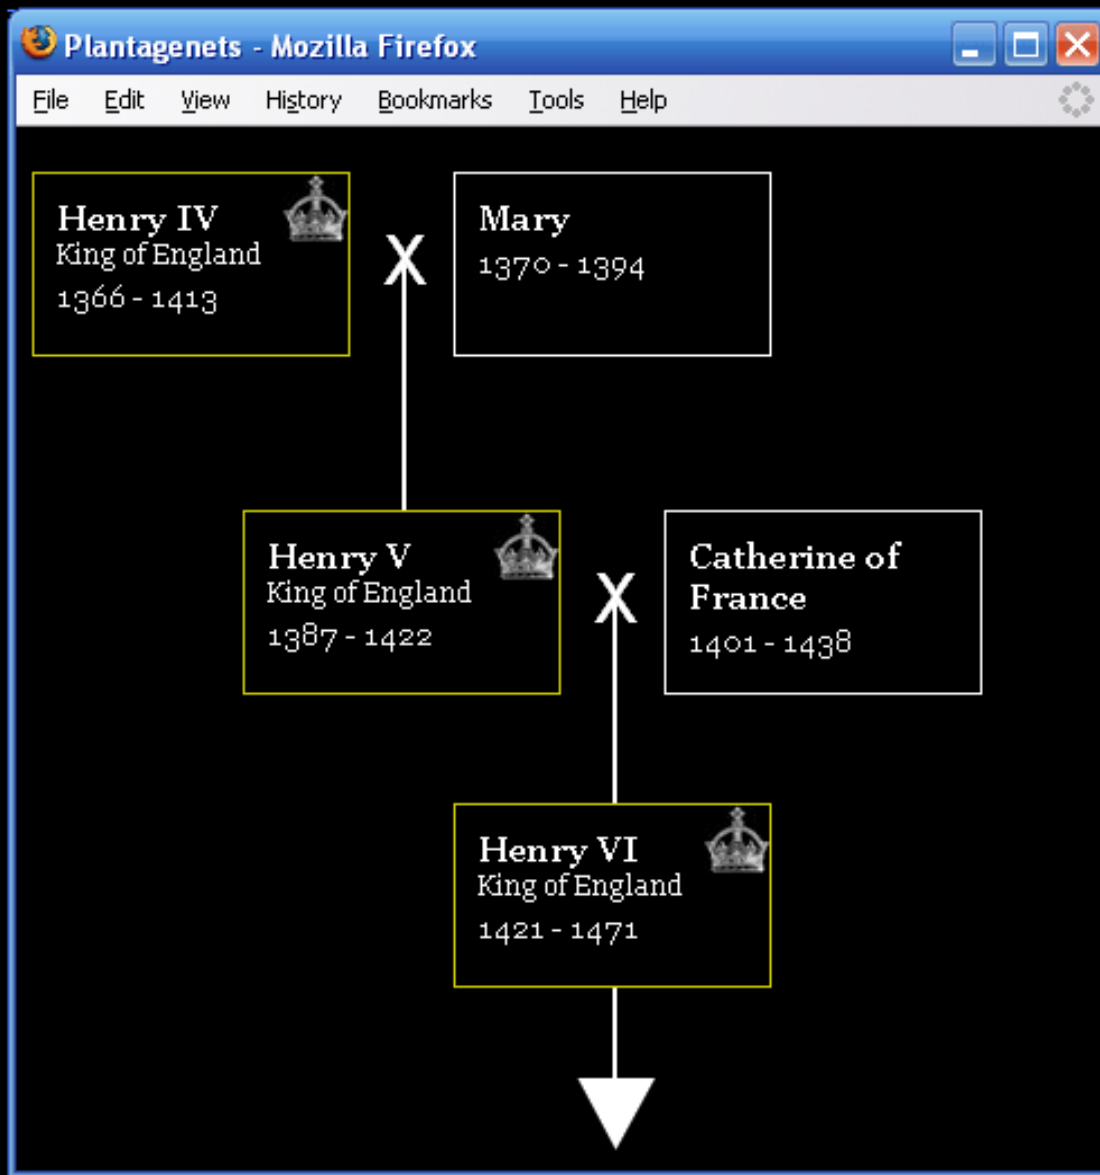 Plantagenets - Mozilla Firefox
File Edit View History Bookmarks Tools Help
Henry IV
King of England
1366 - 1413
X
Mary
1370 - 1394
Henry V
King of England
1387 - 1422
X
Catherine of
France
1401 - 1438
Henry VI
King of England
1421 - 1471